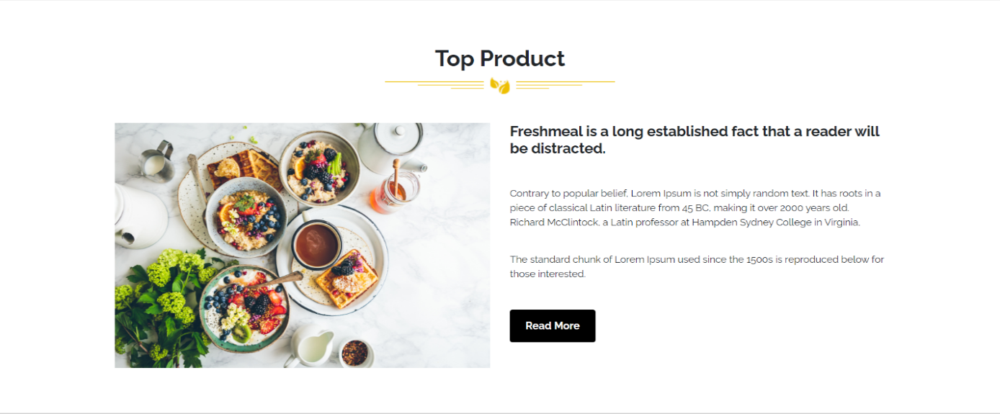 Top Product
Freshmeal is a long established fact that a reader will
be distracted.
Contrary to popular belief, Lorem Ipsum is not simply random text. It has roots in a
piece of classical Latin literature from 45 BC, making it over 2000 years old.
Richard McClintock, a Latin professor at Hampden Sydney College in Virginia.
The standard chunk of Lorem Ipsum used since the 1500s is reproduced below for
those interested.
Read More